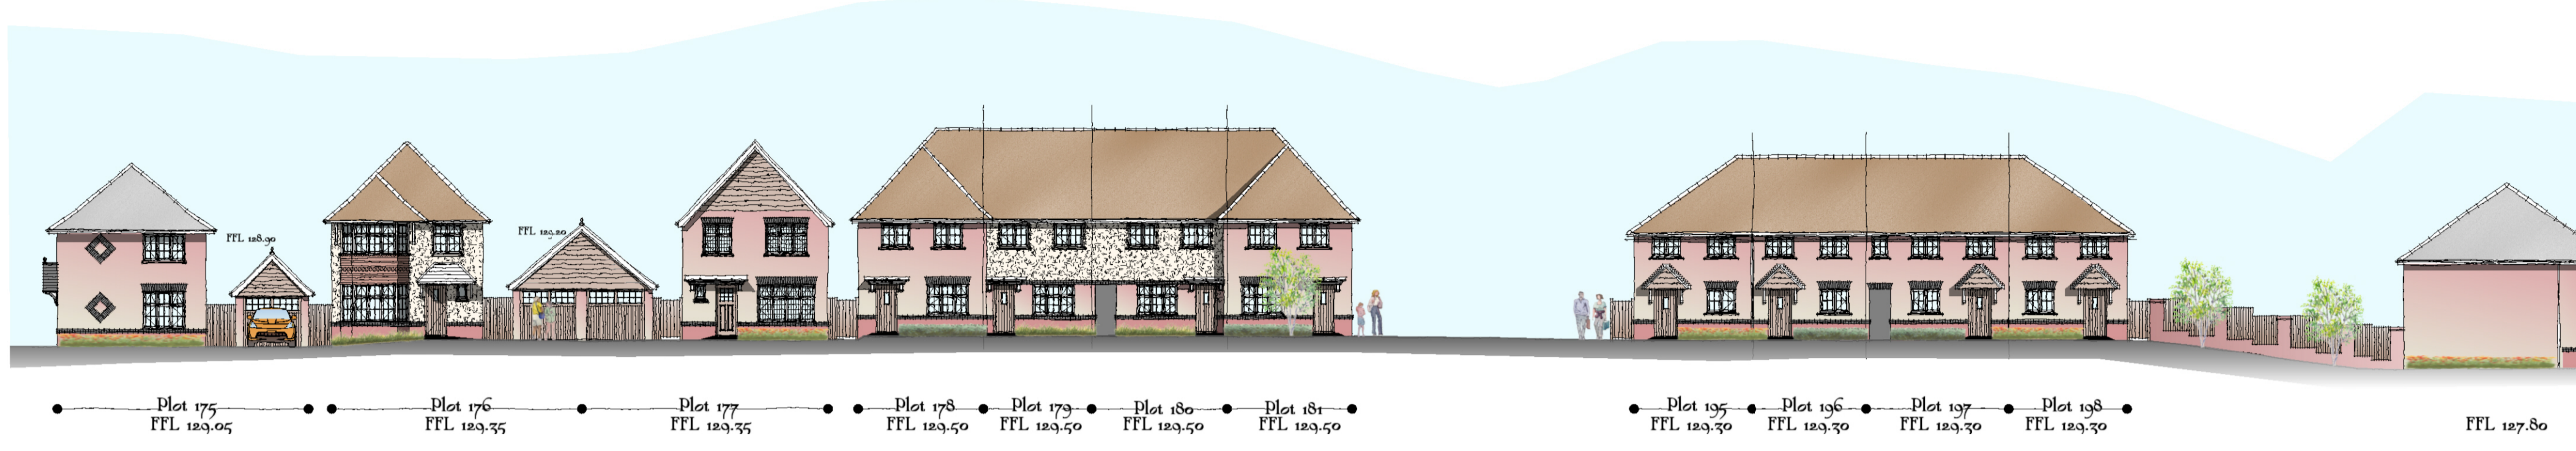 FFL 128.90
FFL 129.20
Plot 175
FFL 129.05
Plot 176
FFL 129.35
Plot 177
FFL 129.35
Plot 178
FFL 129.50
Plot 179
FFL 129.50
Plot 180
FFL 129.50
Plot 181
FFL 129.50
Plot 195
FFL 129.30
Plot 196
FFL 129.30
Plot 197
FFL 129.30
Plot 198
FFL 129.30
FFL 127.80